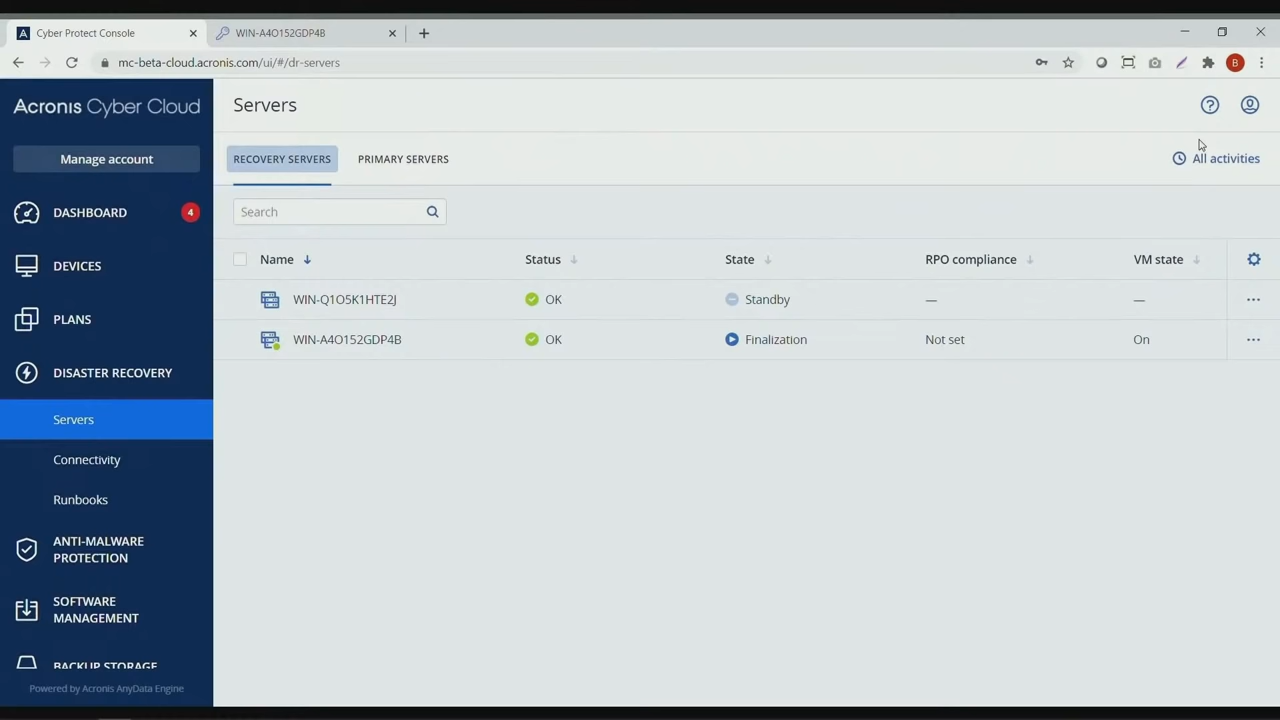 Cyber Protect Console
WIN-A4O152GDP4B
mc-beta-cloud.acronis.com/ui/#/dr-servers
B
Acronis Cyber Cloud
Manage account
DASHBOARD 4
DEVICES
PLANS
DISASTER RECOVERY
Servers
Connectivity
Runbooks
ANTI-MALWARE
PROTECTION
SOFTWARE
MANAGEMENT
BACKUP STORAGE
Powered by Acronis AnyData Engine
Servers
RECOVERY SERVERS PRIMARY SERVERS All activities
Search
Name Status State RPO compliance VM state
WIN-Q1O5K1HTE2J OK Standby — —
WIN-A4O152GDP4B OK Finalization Not set On